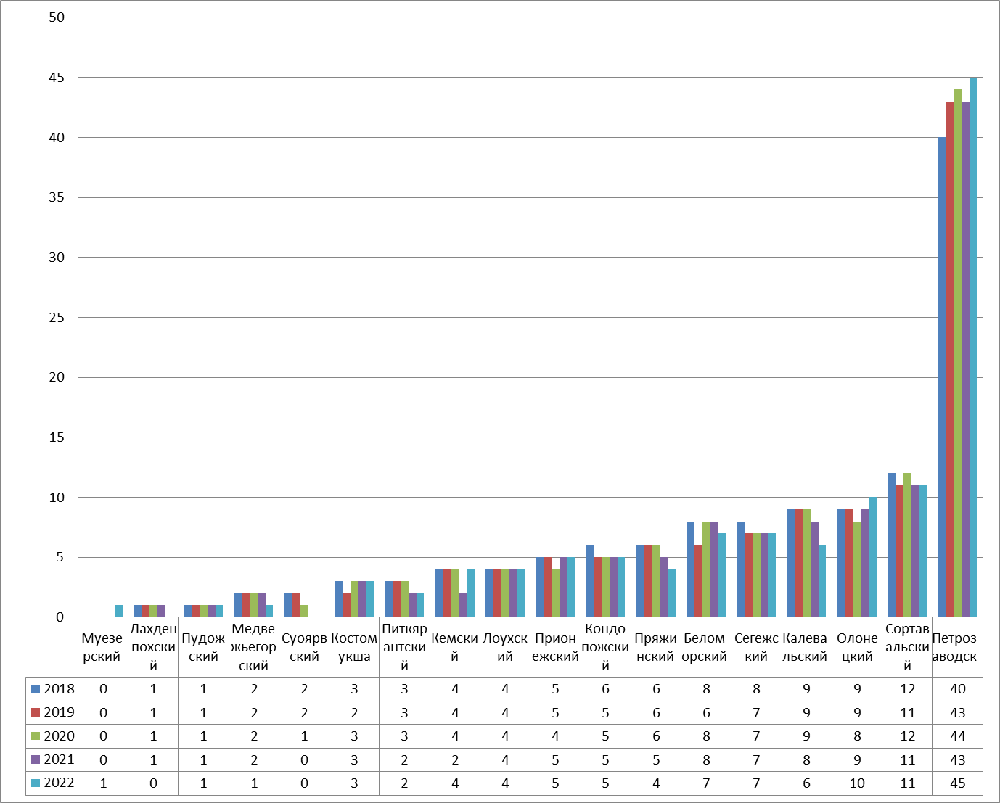 50
45
40
35
30
25
20
15
10
5
0
Муезе
рский
Лахден
похский
Пудож
ский
Медве
жьегор
ский
Суоярв
ский
Костом
укша
Питкяр
антский
Кемски
й
Лоухск
ий
Прион
ежский
Кондо
пожски
й
Пряжи
нский
Белом
орский
Сегежс
кий
Калева
льский
Олоне
цкий
Сортав
альски
й
Петроз
аводск
2018 0 1 1 2 2 3 3 4 4 5 6 6 8 8 9 9 12 40
2019 0 1 1 2 2 2 3 4 4 5 5 6 6 7 9 9 11 43
2020 0 1 1 2 1 3 3 4 4 4 5 6 8 7 9 8 12 44
2021 0 1 1 2 0 3 2 2 4 5 5 5 8 7 8 9 11 43
2022 1 0 1 1 0 3 2 4 4 5 5 4 7 7 6 10 11 45